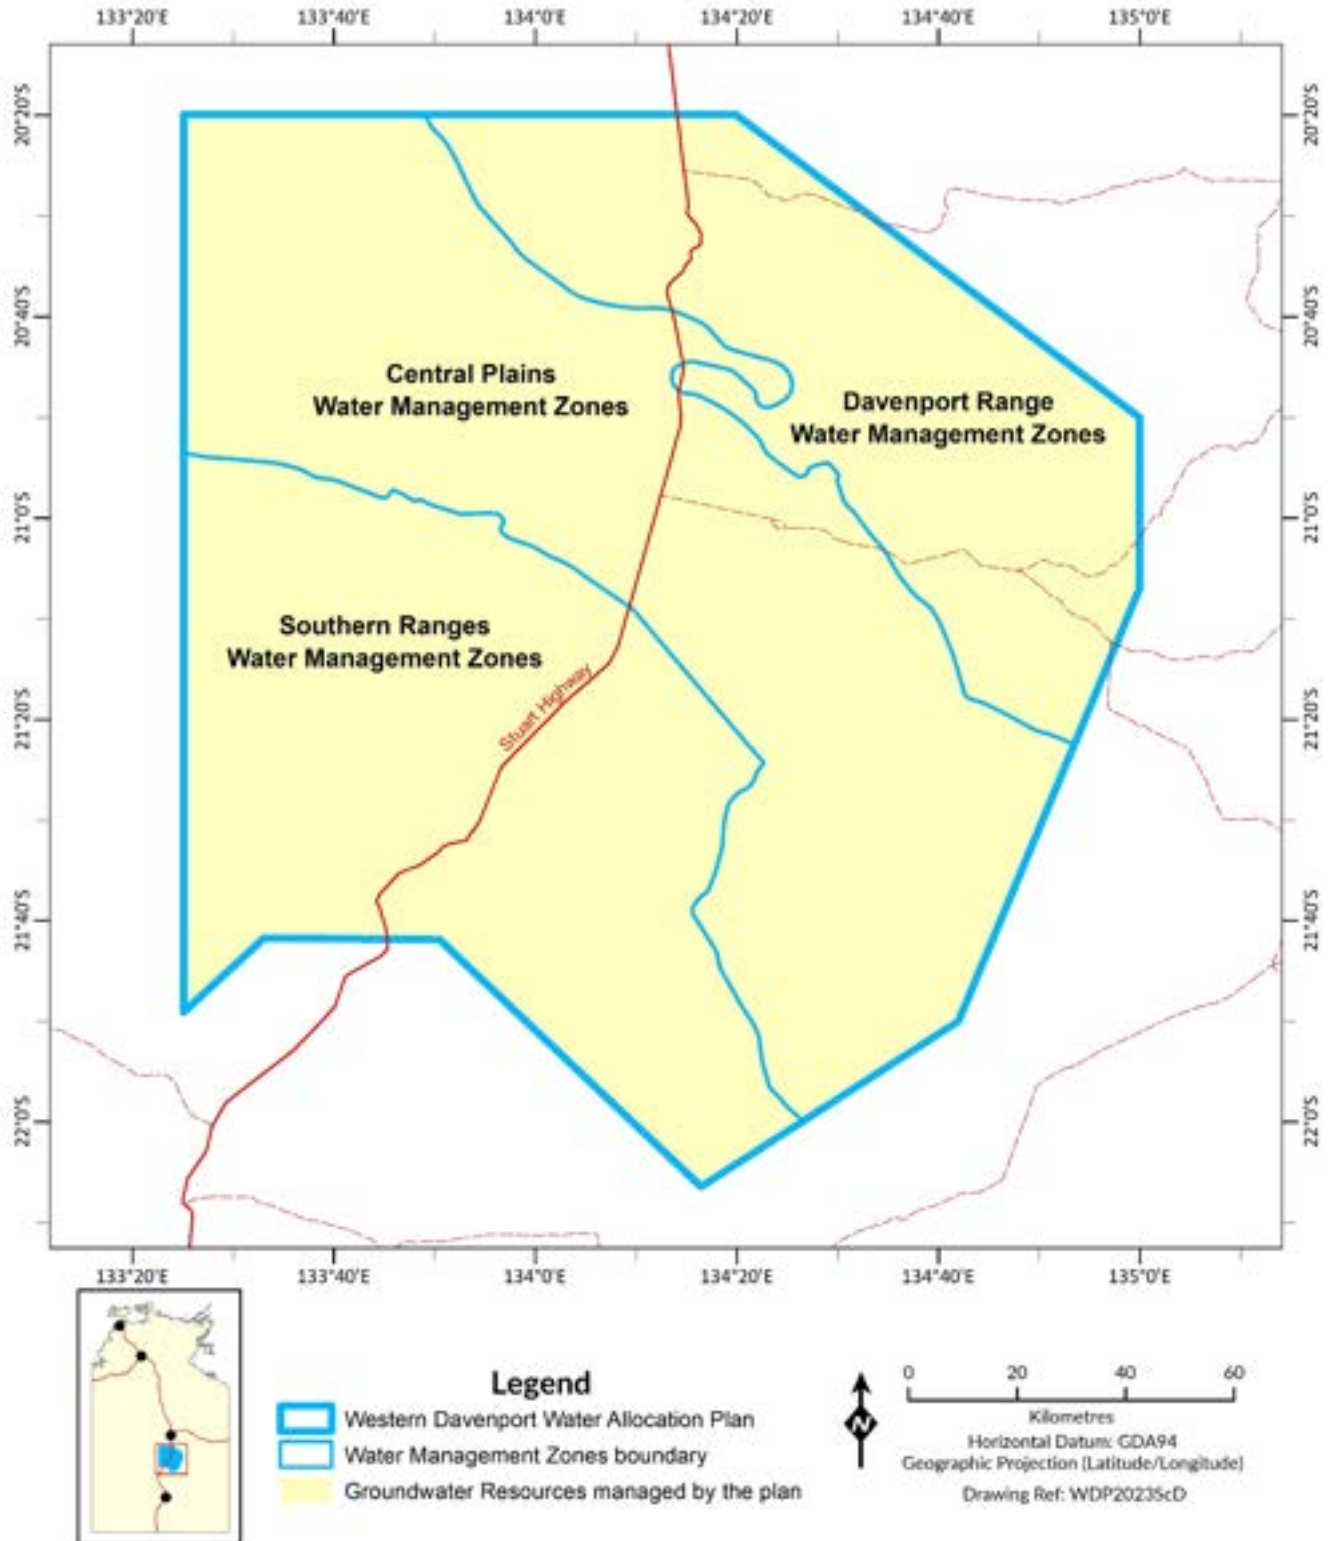 133°20'E 133°40'E 134°0'E 134°20'E 134°40'E 135°0'E
20°20'S 20°20'S
20°40'S 20°40'S
Central Plains
Water Management Zones
Davenport Range
Water Management Zones
21°0'S 21°0'S
Southern Ranges
Water Management Zones
Stuart Highway
21°20'S 21°20'S
21°40'S 21°40'S
22°0'S 22°0'S
133°20'E 133°40'E 134°0'E 134°20'E 134°40'E 135°0'E
Legend
Western Davenport Water Allocation Plan
Water Management Zones boundary
Groundwater Resources managed by the plan
N
0 20 40 60
Kilometres
Horizontal Datum: GDA94
Geographic Projection (Latitude/Longitude)
Drawing Ref: WDP2023ScD